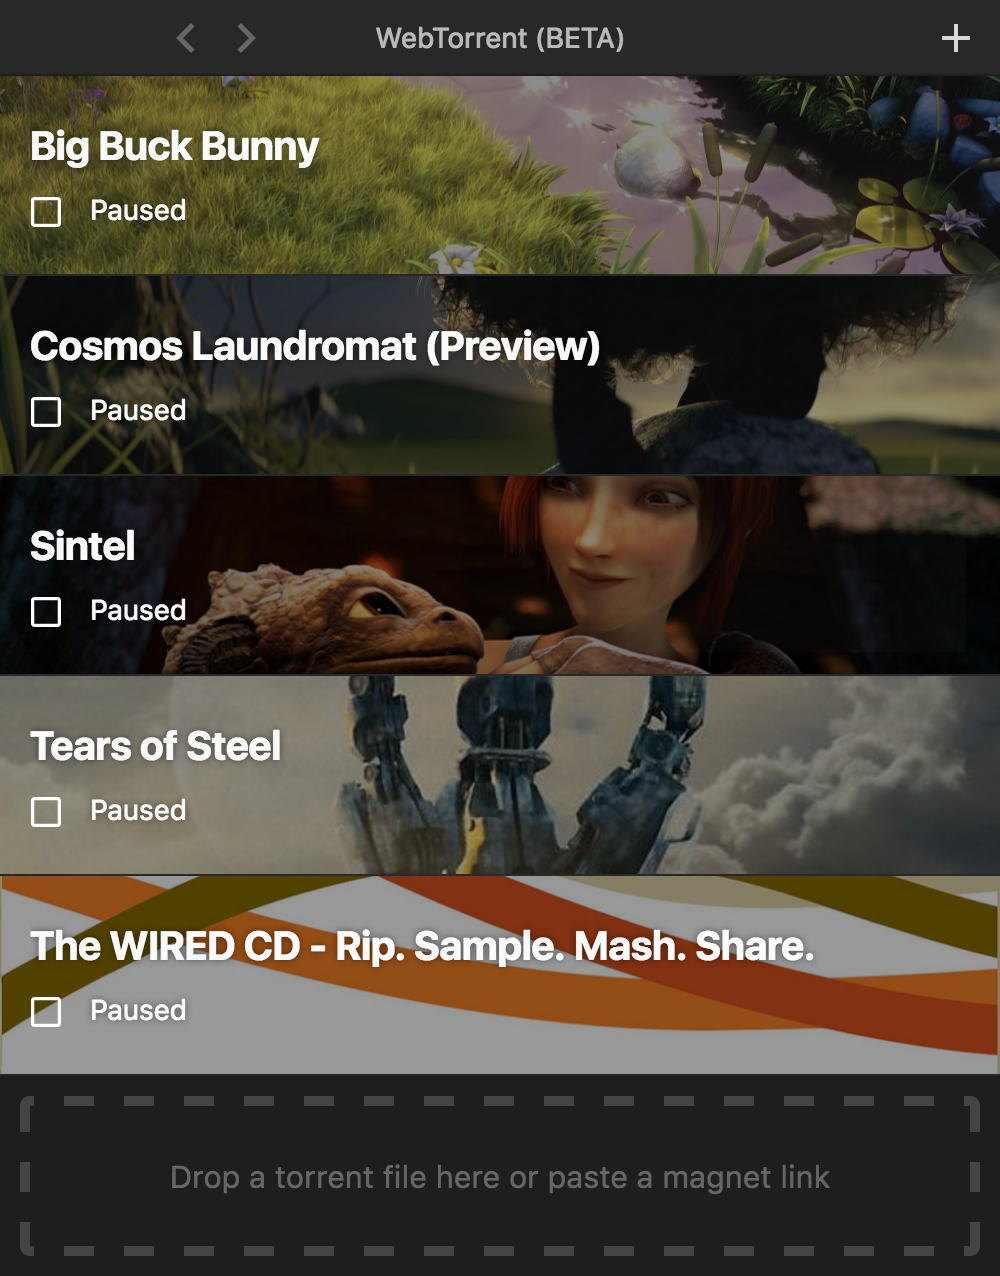 WebTorrent (BETA)
Big Buck Bunny
Paused
Cosmos Laundromat (Preview)
Paused
Sintel
Paused
Tears of Steel
Paused
The WIRED CD - Rip. Sample. Mash. Share.
Paused
Drop a torrent file here or paste a magnet link